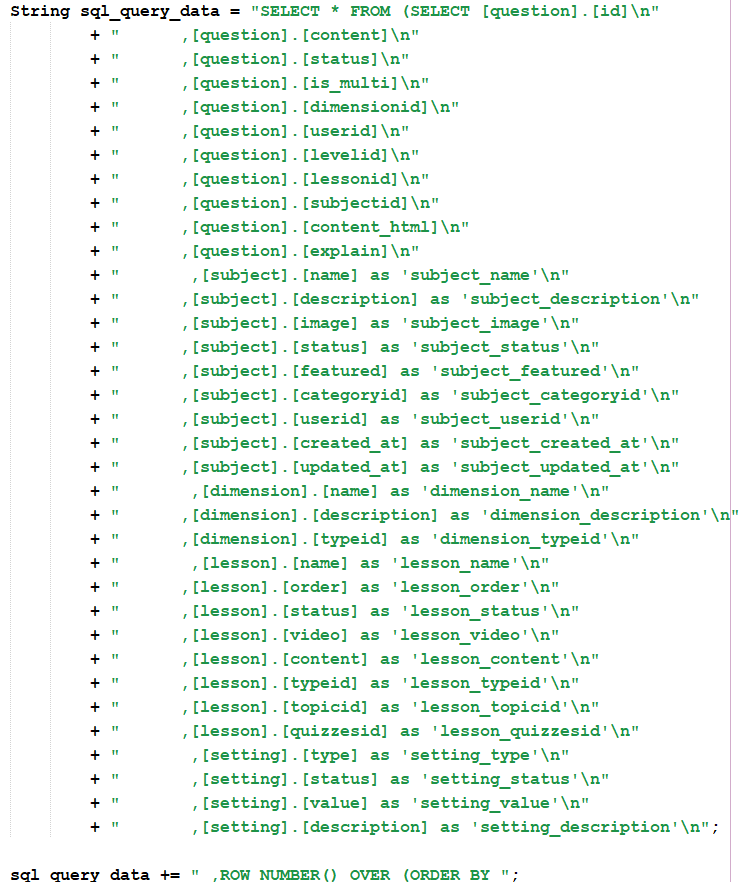 String sql_query_data = "SELECT * FROM (SELECT [question].[id]\n"
+ "      ,[question].[content]\n"
+ "      ,[question].[status]\n"
+ "      ,[question].[is_multi]\n"
+ "      ,[question].[dimensionid]\n"
+ "      ,[question].[userid]\n"
+ "      ,[question].[levelid]\n"
+ "      ,[question].[lessonid]\n"
+ "      ,[question].[subjectid]\n"
+ "      ,[question].[content_html]\n"
+ "      ,[question].[explain]\n"
+ "       ,[subject].[name] as 'subject_name'\n"
+ "      ,[subject].[description] as 'subject_description'\n"
+ "      ,[subject].[image] as 'subject_image'\n"
+ "      ,[subject].[status] as 'subject_status'\n"
+ "      ,[subject].[featured] as 'subject_featured'\n"
+ "      ,[subject].[categoryid] as 'subject_categoryid'\n"
+ "      ,[subject].[userid] as 'subject_userid'\n"
+ "      ,[subject].[created_at] as 'subject_created_at'\n"
+ "      ,[subject].[updated_at] as 'subject_updated_at'\n"
+ "       ,[dimension].[name] as 'dimension_name'\n"
+ "      ,[dimension].[description] as 'dimension_description'\n"
+ "      ,[dimension].[typeid] as 'dimension_typeid'\n"
+ "       ,[lesson].[name] as 'lesson_name'\n"
+ "      ,[lesson].[order] as 'lesson_order'\n"
+ "      ,[lesson].[status] as 'lesson_status'\n"
+ "      ,[lesson].[video] as 'lesson_video'\n"
+ "      ,[lesson].[content] as 'lesson_content'\n"
+ "      ,[lesson].[typeid] as 'lesson_typeid'\n"
+ "      ,[lesson].[topicid] as 'lesson_topicid'\n"
+ "      ,[lesson].[quizzesid] as 'lesson_quizzesid'\n"
+ "       ,[setting].[type] as 'setting_type'\n"
+ "       ,[setting].[status] as 'setting_status'\n"
+ "       ,[setting].[value] as 'setting_value'\n"
+ "       ,[setting].[description] as 'setting_description'\n";
sql_query_data += " ,ROW_NUMBER() OVER (ORDER BY ";